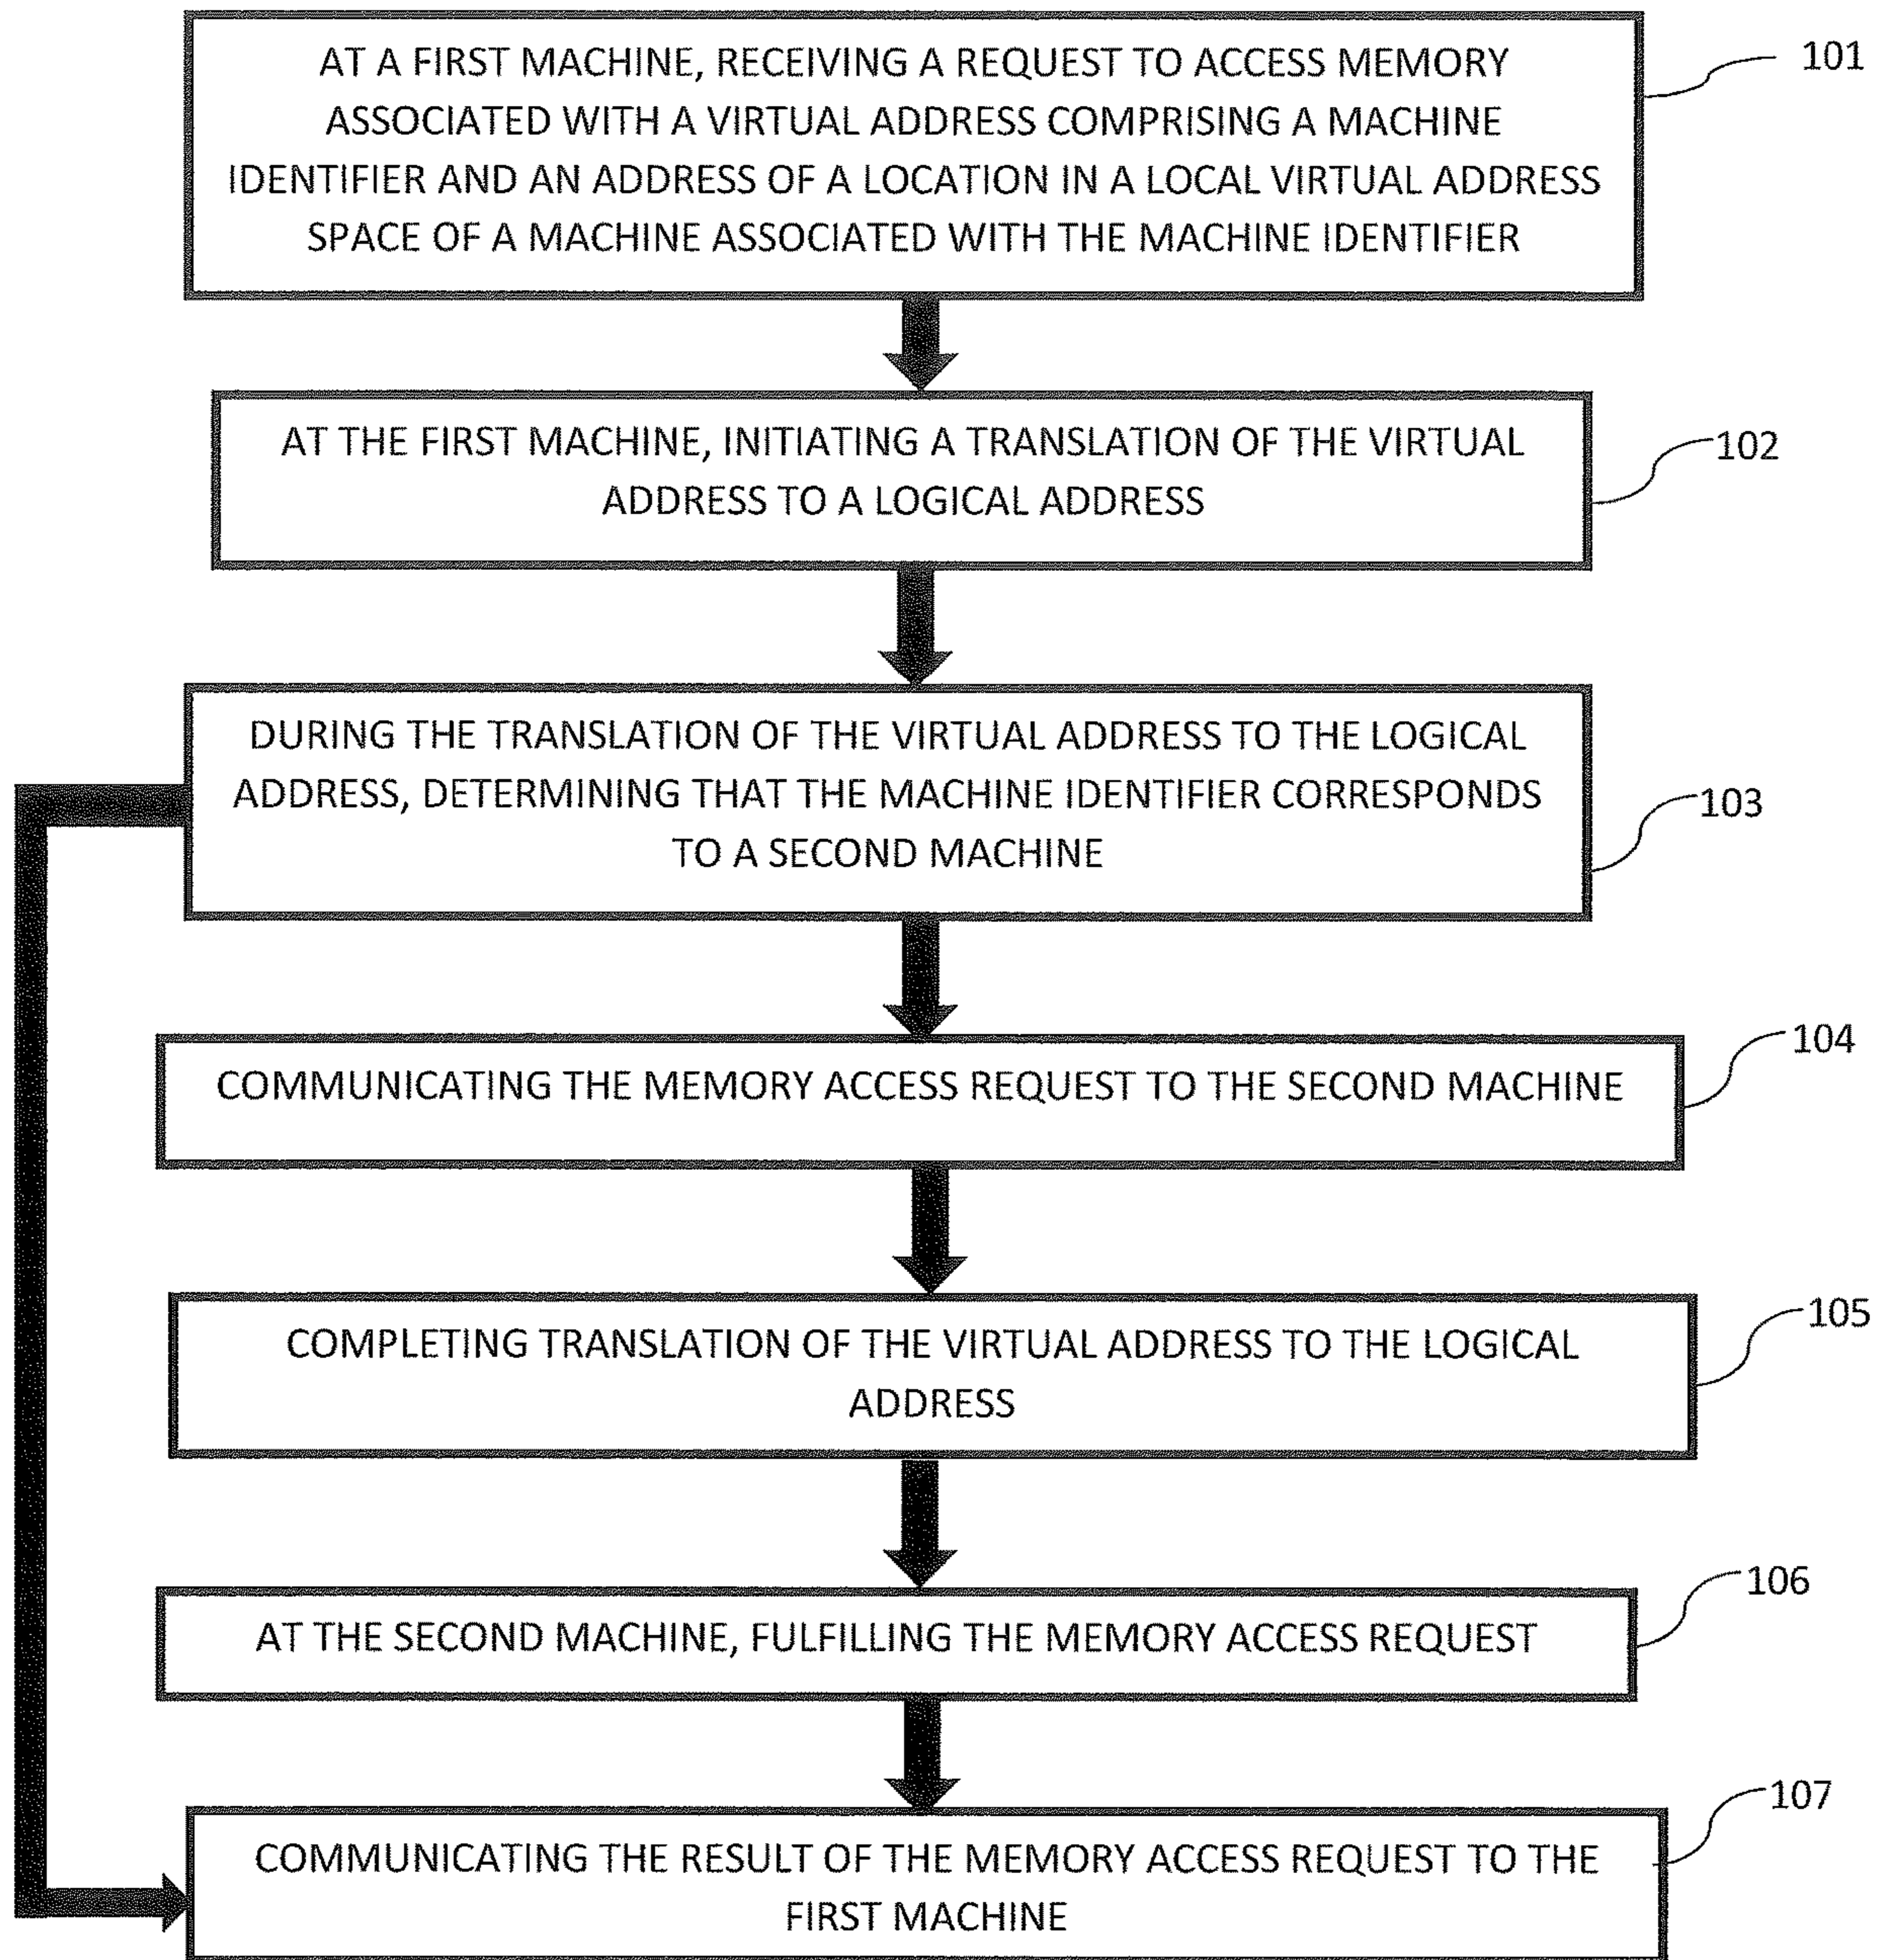 AT A FIRST MACHINE, RECEIVING A REQUEST TO ACCESS MEMORY
ASSOCIATED WITH A VIRTUAL ADDRESS COMPRISING A MACHINE
IDENTIFIER AND AN ADDRESS OF A LOCATION IN A LOCAL VIRTUAL ADDRESS
SPACE OF A MACHINE ASSOCIATED WITH THE MACHINE IDENTIFIER
101
AT THE FIRST MACHINE, INITIATING A TRANSLATION OF THE VIRTUAL
ADDRESS TO A LOGICAL ADDRESS
102
DURING THE TRANSLATION OF THE VIRTUAL ADDRESS TO THE LOGICAL
ADDRESS, DETERMINING THAT THE MACHINE IDENTIFIER CORRESPONDS
TO A SECOND MACHINE
103
COMMUNICATING THE MEMORY ACCESS REQUEST TO THE SECOND MACHINE
104
COMPLETING TRANSLATION OF THE VIRTUAL ADDRESS TO THE LOGICAL
ADDRESS
105
AT THE SECOND MACHINE, FULFILLING THE MEMORY ACCESS REQUEST
106
COMMUNICATING THE RESULT OF THE MEMORY ACCESS REQUEST TO THE
FIRST MACHINE
107